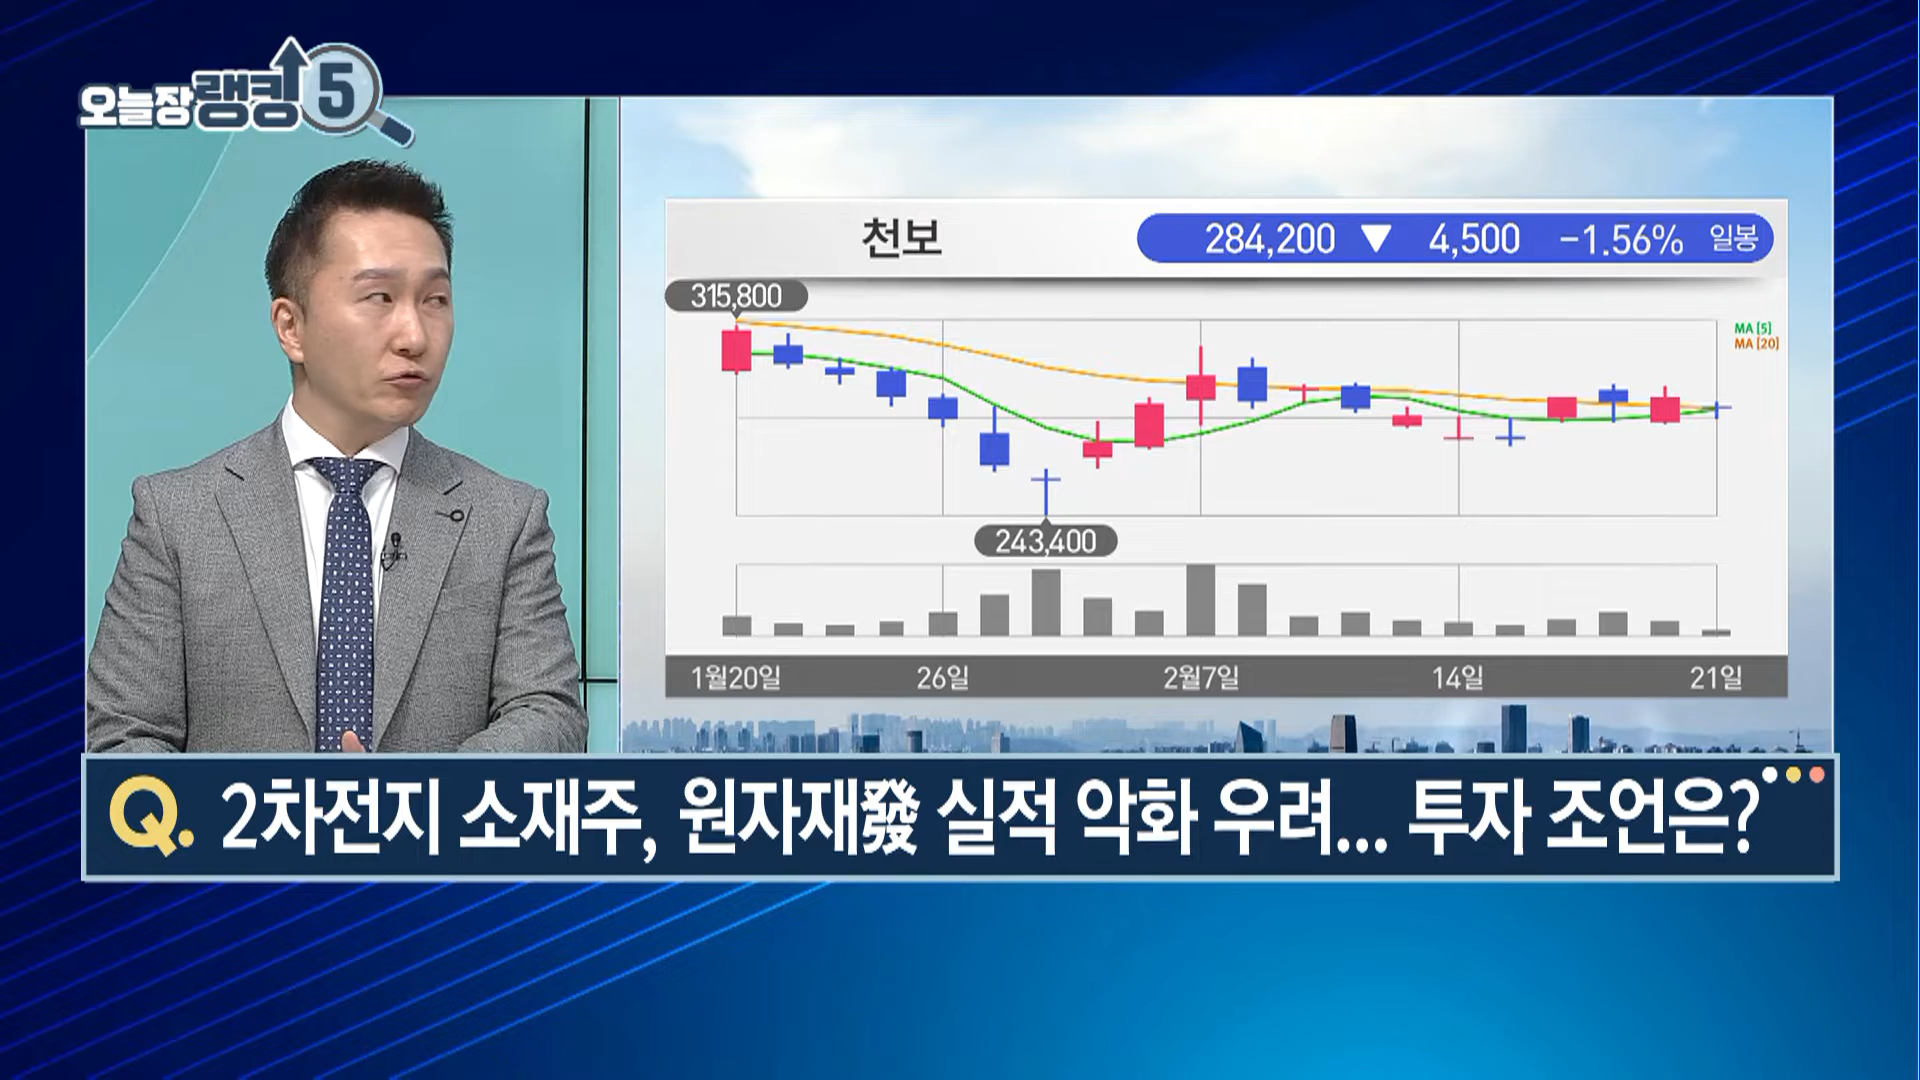 오늘장 랭킹 5
천보
284,200 ▼ 4,500 -1.56% 일봉
315,800
MA [5]
MA [20]
243,400
1월20일 26일 2월7일 14일 21일
Q. 2차전지 소재주, 원자재發 실적 악화 우려... 투자 조언은?